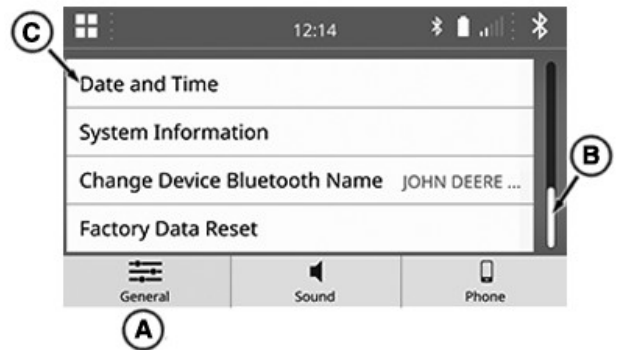 C
12:14
Date and Time
System Information
B
Change Device Bluetooth Name JOHN DEERE ...
Factory Data Reset
General Sound Phone
A